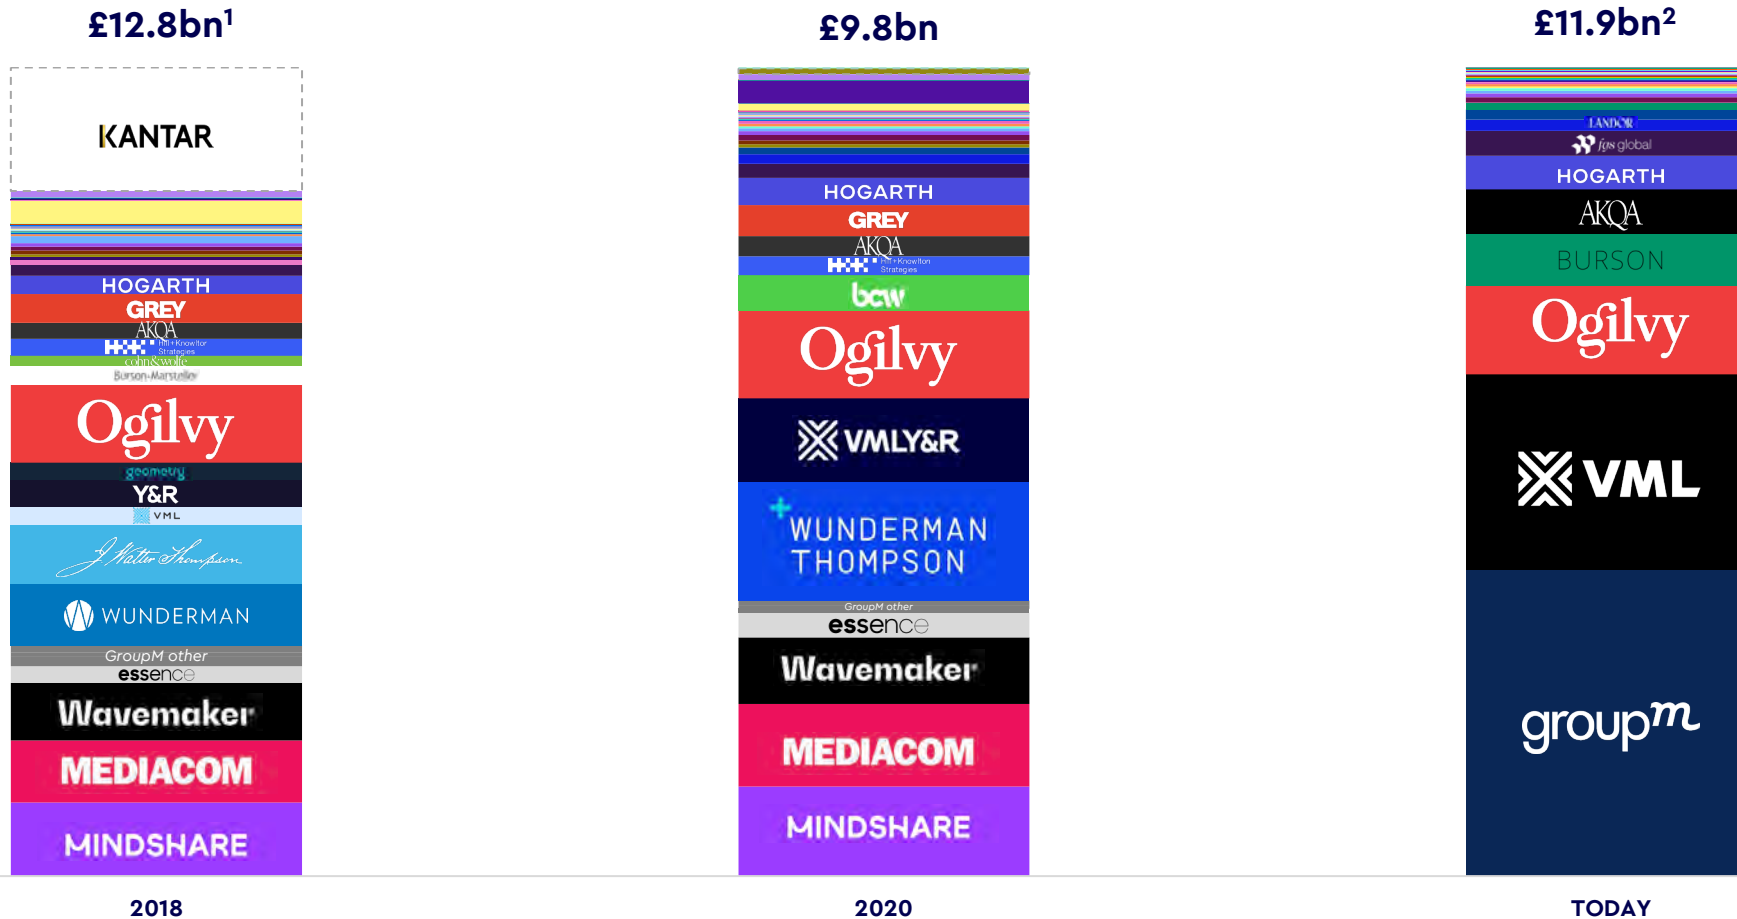 £12.8bn¹
KANTAR
HOGARTH
GREY
AKQA
Hill+Knowlton
Strategies
cohn&wolfe
Burson-Marsteller
Ogilvy
geometry
Y&R
VML
J. Walter Thompson
WUNDERMAN
GroupM other
essence
Wavemaker
MEDIACOM
MINDSHARE
2018
£9.8bn
HOGARTH
GREY
AKQA
Hill+Knowlton
Strategies
bcw
Ogilvy
VMLY&R
WUNDERMAN
THOMPSON
GroupM other
essence
Wavemaker
MEDIACOM
MINDSHARE
2020
£11.9bn²
LANDOR
fgs global
HOGARTH
AKQA
BURSON
Ogilvy
VML
groupm
TODAY